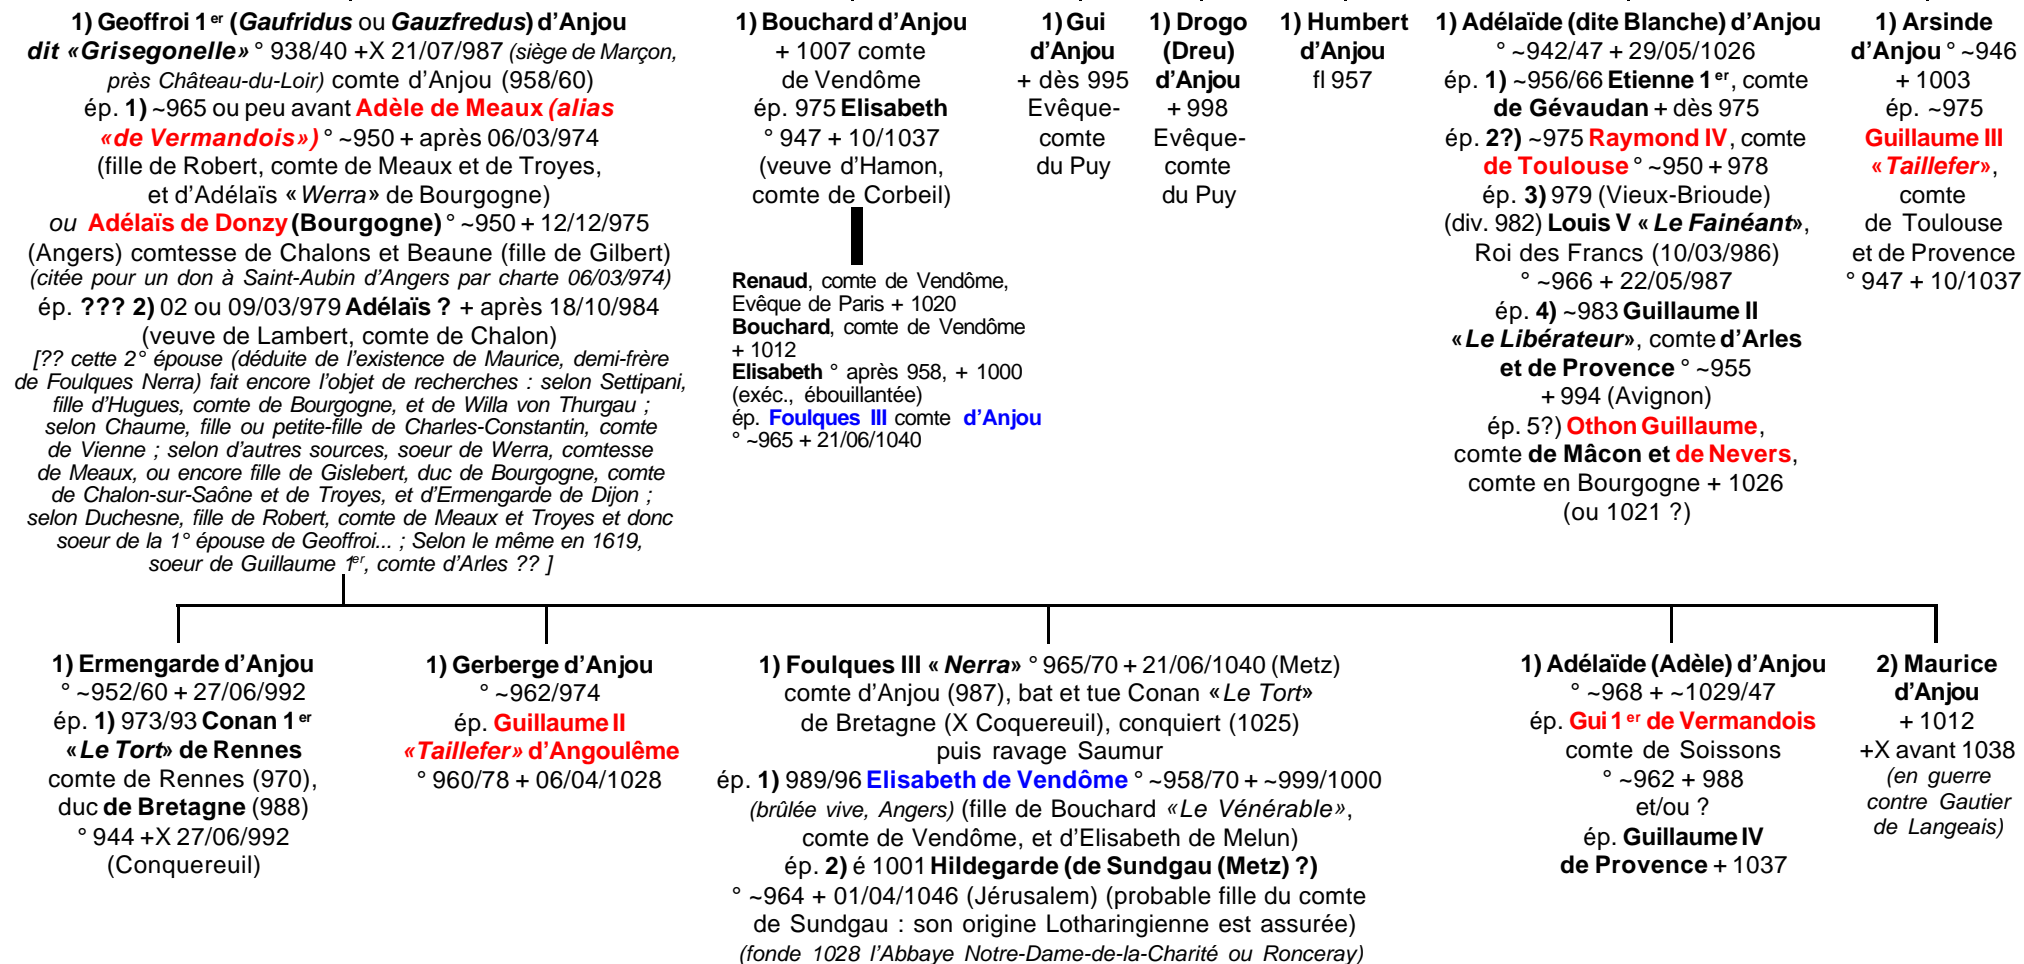 1) Geoffroi 1er (Gaufridus ou Gauzfredus) d'Anjou
dit «Grisegonelle» ° 938/40 +X 21/07/987 (siège de Marçon,
près Château-du-Loir) comte d'Anjou (958/60)
ép. 1) ~965 ou peu avant Adèle de Meaux (alias
«de Vermandois») ° ~950 + après 06/03/974
(fille de Robert, comte de Meaux et de Troyes,
et d'Adélaïs «Werra» de Bourgogne)
ou Adélaïs de Donzy (Bourgogne) ° ~950 + 12/12/975
(Angers) comtesse de Chalons et Beaune (fille de Gilbert)
(citée pour un don à Saint-Aubin d'Angers par charte 06/03/974)
ép. ??? 2) 02 ou 09/03/979 Adélaïs ? + après 18/10/984
(veuve de Lambert, comte de Chalon)
[?? cette 2° épouse (déduite de l'existence de Maurice, demi-frère
de Foulques Nerra) fait encore l'objet de recherches : selon Settipani,
fille d'Hugues, comte de Bourgogne, et de Willa von Thurgau ;
selon Chaume, fille ou petite-fille de Charles-Constantin, comte
de Vienne ; selon d'autres sources, soeur de Werra, comtesse
de Meaux, ou encore fille de Gislebert, duc de Bourgogne, comte
de Chalon-sur-Saône et de Troyes, et d'Ermengarde de Dijon ;
selon Duchesne, fille de Robert, comte de Meaux et Troyes et donc
soeur de la 1° épouse de Geoffroi... ; Selon le même en 1619,
soeur de Guillaume 1er, comte d'Arles ?? ]
1) Bouchard d'Anjou
+ 1007 comte
de Vendôme
ép. 975 Elisabeth
° 947 + 10/1037
(veuve d'Hamon,
comte de Corbeil)
Renaud, comte de Vendôme,
Evêque de Paris + 1020
Bouchard, comte de Vendôme
+ 1012
Elisabeth ° après 958, + 1000
(exéc., ébouillantée)
ép. Foulques III comte d'Anjou
° ~965 + 21/06/1040
1) Gui
d'Anjou
+ dès 995
Evêque-
comte
du Puy
1) Drogo
(Dreu)
d'Anjou
+ 998
Evêque-
comte
du Puy
1) Humbert
d'Anjou
fl 957
1) Adélaïde (dite Blanche) d'Anjou
° ~942/47 + 29/05/1026
ép. 1) ~956/66 Etienne 1er, comte
de Gévaudan + dès 975
ép. 2?) ~975 Raymond IV, comte
de Toulouse ° ~950 + 978
ép. 3) 979 (Vieux-Brioude)
(div. 982) Louis V «Le Fainéant»,
Roi des Francs (10/03/986)
° ~966 + 22/05/987
ép. 4) ~983 Guillaume II
«Le Libérateur», comte d'Arles
et de Provence ° ~955
+ 994 (Avignon)
ép. 5?) Othon Guillaume,
comte de Mâcon et de Nevers,
comte en Bourgogne + 1026
(ou 1021 ?)
1) Arsinde
d'Anjou ° ~946
+ 1003
ép. ~975
Guillaume III
«Taillefer»,
comte
de Toulouse
et de Provence
° 947 + 10/1037
1) Ermengarde d'Anjou
° ~952/60 + 27/06/992
ép. 1) 973/93 Conan 1er
«Le Tort» de Rennes
comte de Rennes (970),
duc de Bretagne (988)
° 944 +X 27/06/992
(Conquereuil)
1) Gerberge d'Anjou
° ~962/974
ép. Guillaume II
«Taillefer» d'Angoulême
° 960/78 + 06/04/1028
1) Foulques III «Nerra» ° 965/70 + 21/06/1040 (Metz)
comte d'Anjou (987), bat et tue Conan «Le Tort»
de Bretagne (X Coquereuil), conquiert (1025)
puis ravage Saumur
ép. 1) 989/96 Elisabeth de Vendôme ° ~958/70 + ~999/1000
(brûlée vive, Angers) (fille de Bouchard «Le Vénérable»,
comte de Vendôme, et d'Elisabeth de Melun)
ép. 2) é 1001 Hildegarde (de Sundgau (Metz) ?)
° ~964 + 01/04/1046 (Jérusalem) (probable fille du comte
de Sundgau : son origine Lotharingienne est assurée)
(fonde 1028 l'Abbaye Notre-Dame-de-la-Charité ou Ronceray)
1) Adélaïde (Adèle) d'Anjou
° ~968 + ~1029/47
ép. Gui 1er de Vermandois
comte de Soissons
° ~962 + 988
et/ou ?
ép. Guillaume IV
de Provence + 1037
2) Maurice
d'Anjou
+ 1012
+X avant 1038
(en guerre
contre Gautier
de Langeais)